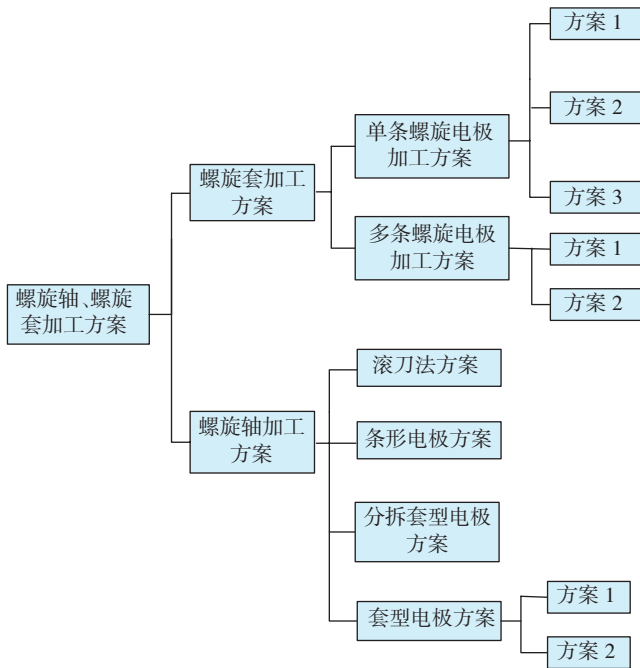 螺旋轴、螺旋
套加工方案
螺旋套加工
方案
单条螺旋电极
加工方案
方案 1
方案 2
方案 3
多条螺旋电极
加工方案
方案 1
方案 2
螺旋轴加工
方案
滚刀法方案
条形电极方案
分拆套型电极
方案
套型电极方案
方案 1
方案 2